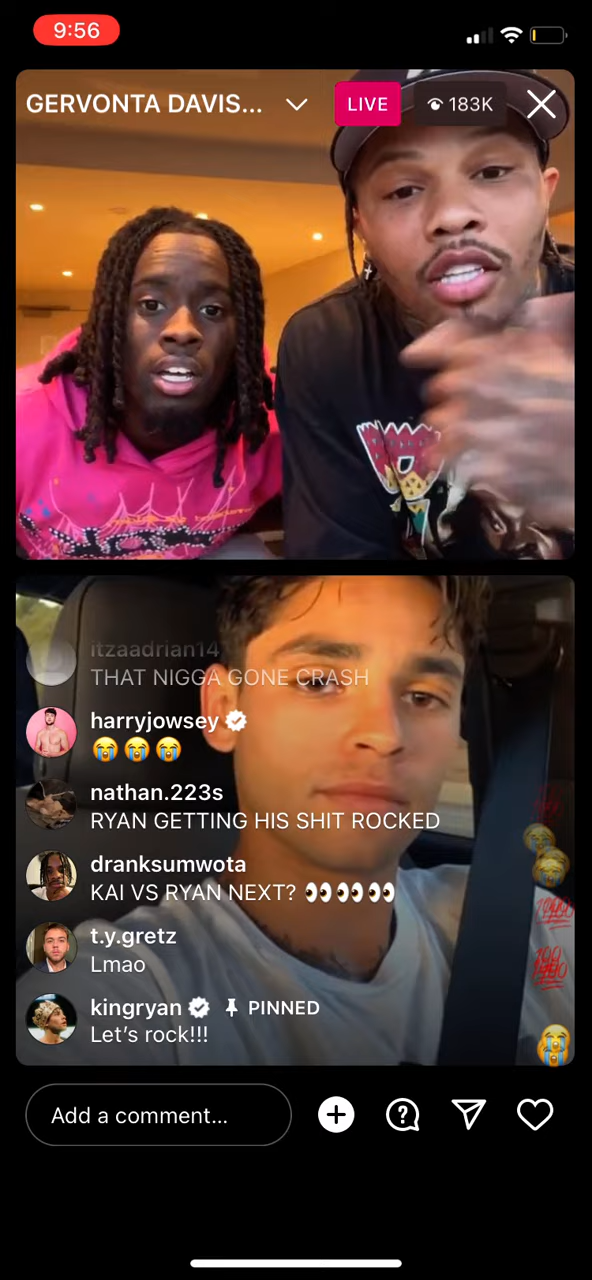 9:56
GERVONTA DAVIS...
LIVE
183K
itzaadrian14
THAT NIGGA GONE CRASH
harryjowsey
😭😭😭
nathan.223s
RYAN GETTING HIS SHIT ROCKED
dranksumwota
KAI VS RYAN NEXT? 👀👀👀👀
t.y.gretz
Lmao
kingryan PINNED
Let's rock!!!
Add a comment...